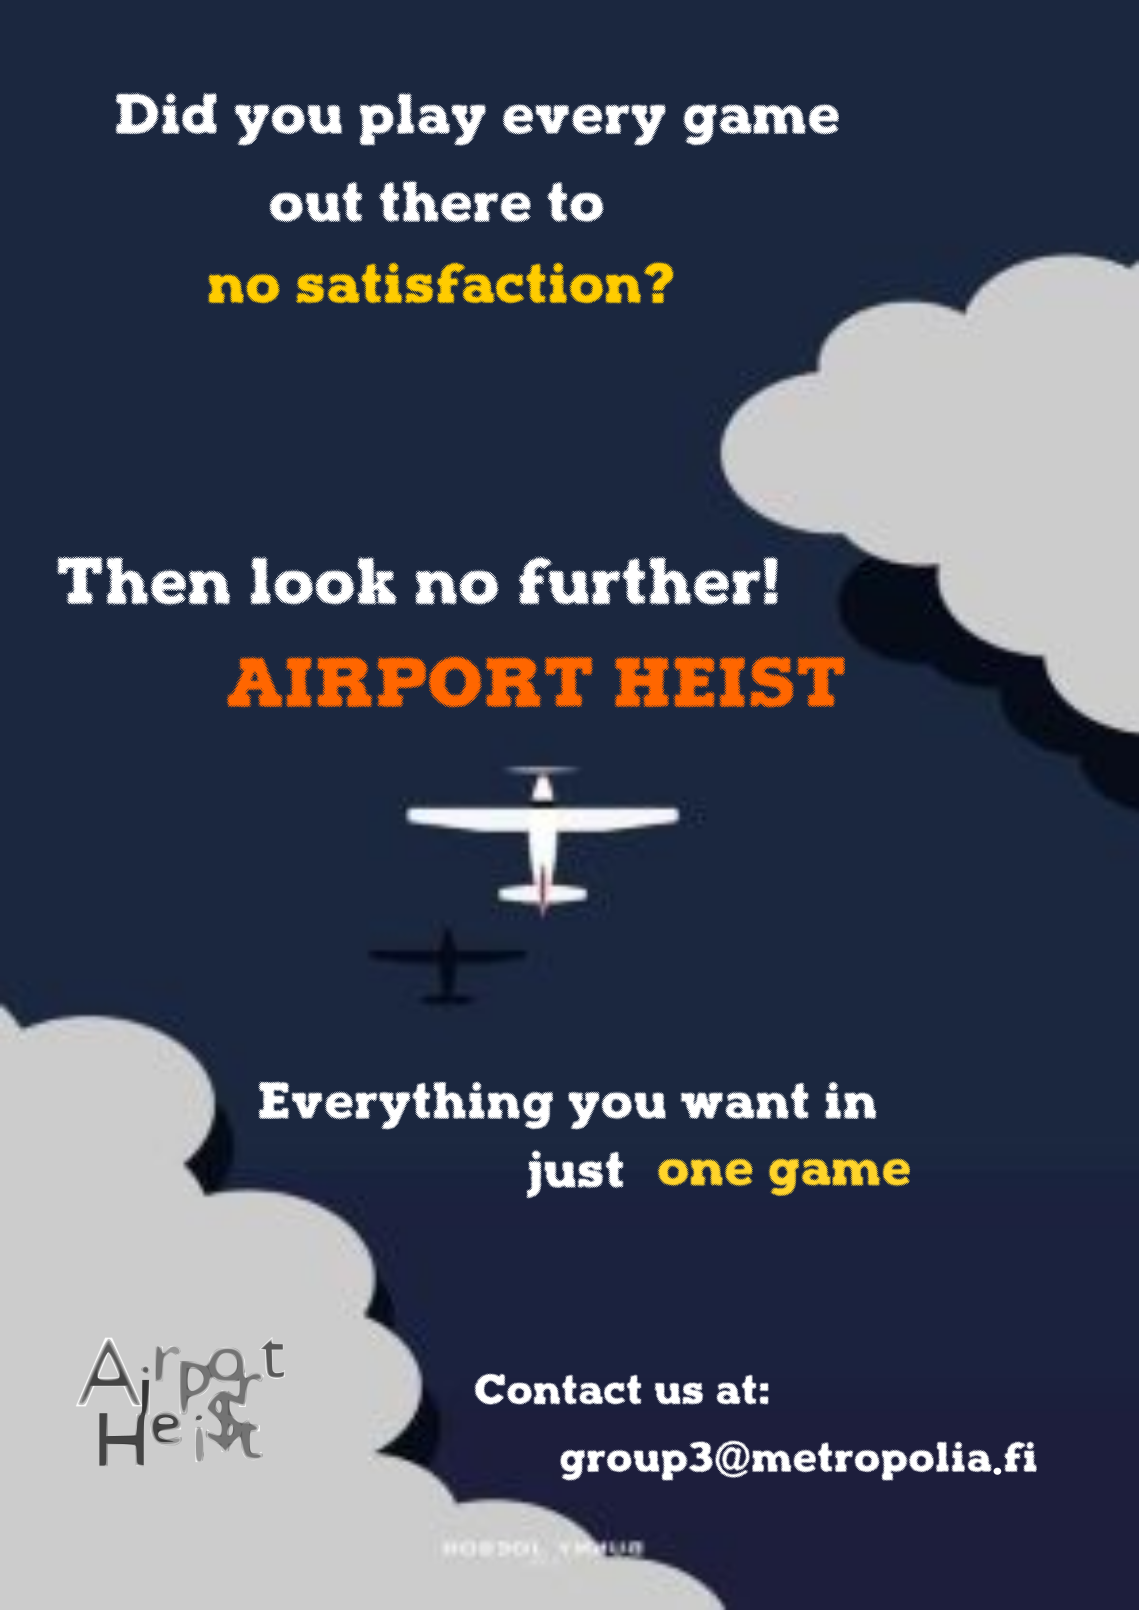 Did you play every game
out there to
no satisfaction?
Then look no further!
AIRPORT HEIST
Everything you want in
just one game
Airport
Hei$t
Contact us at:
group3@metropolia.fi